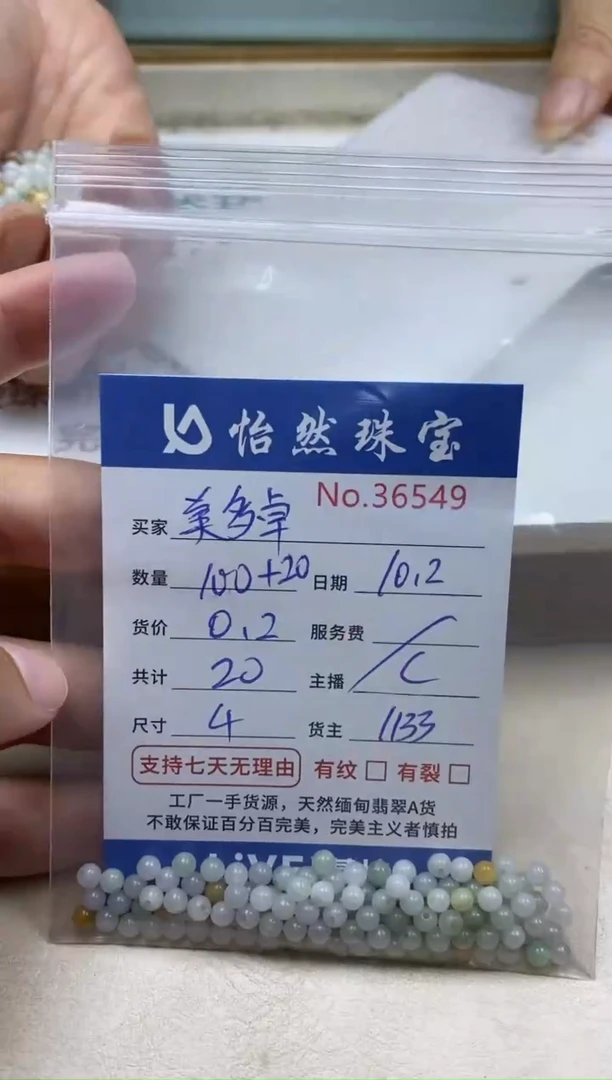 怡然珠宝
No.36549
买家 莫多卓
数量 100+20 日期 10.2
货价 0.2 服务费
共计 20 主播 C
尺寸 4 货主 1133
支持七天无理由 有纹 □ 有裂 □
工厂一手货源，天然缅甸翡翠A货
不敢保证百分百完美，完美主义者慎拍
LiVE